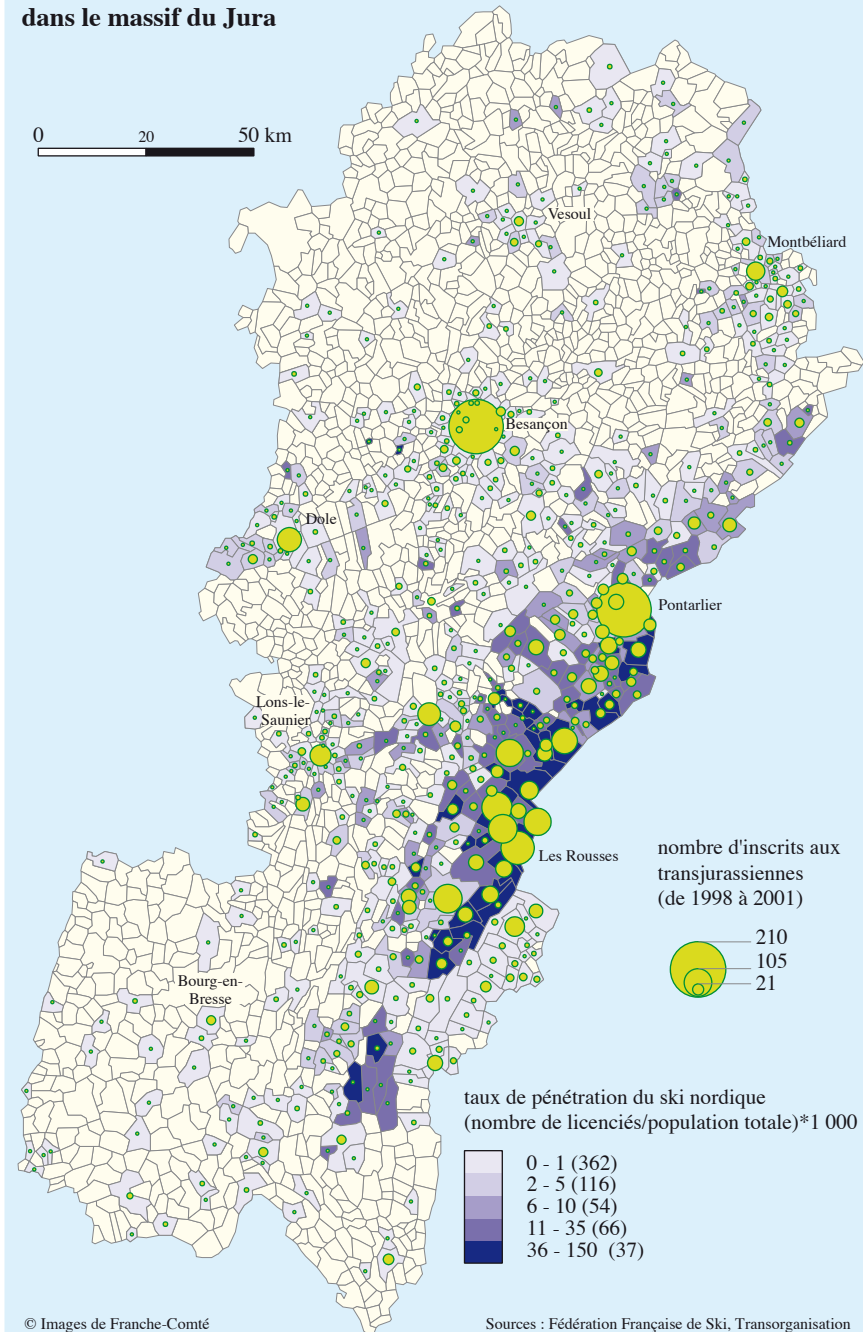 dans le massif du Jura
0 20 50 km
Vesoul
Montbéliard
Besançon
Dole
Pontarlier
Lons-le-
Saunier
Les Rousses
nombre d'inscrits aux
transjurassiennes
(de 1998 à 2001)
210
105
21
Bourg-en-
Bresse
taux de pénétration du ski nordique
(nombre de licenciés/population totale)*1 000
0 - 1 (362)
2 - 5 (116)
6 - 10 (54)
11 - 35 (66)
36 - 150 (37)
© Images de Franche-Comté
Sources : Fédération Française de Ski, Transorganisation